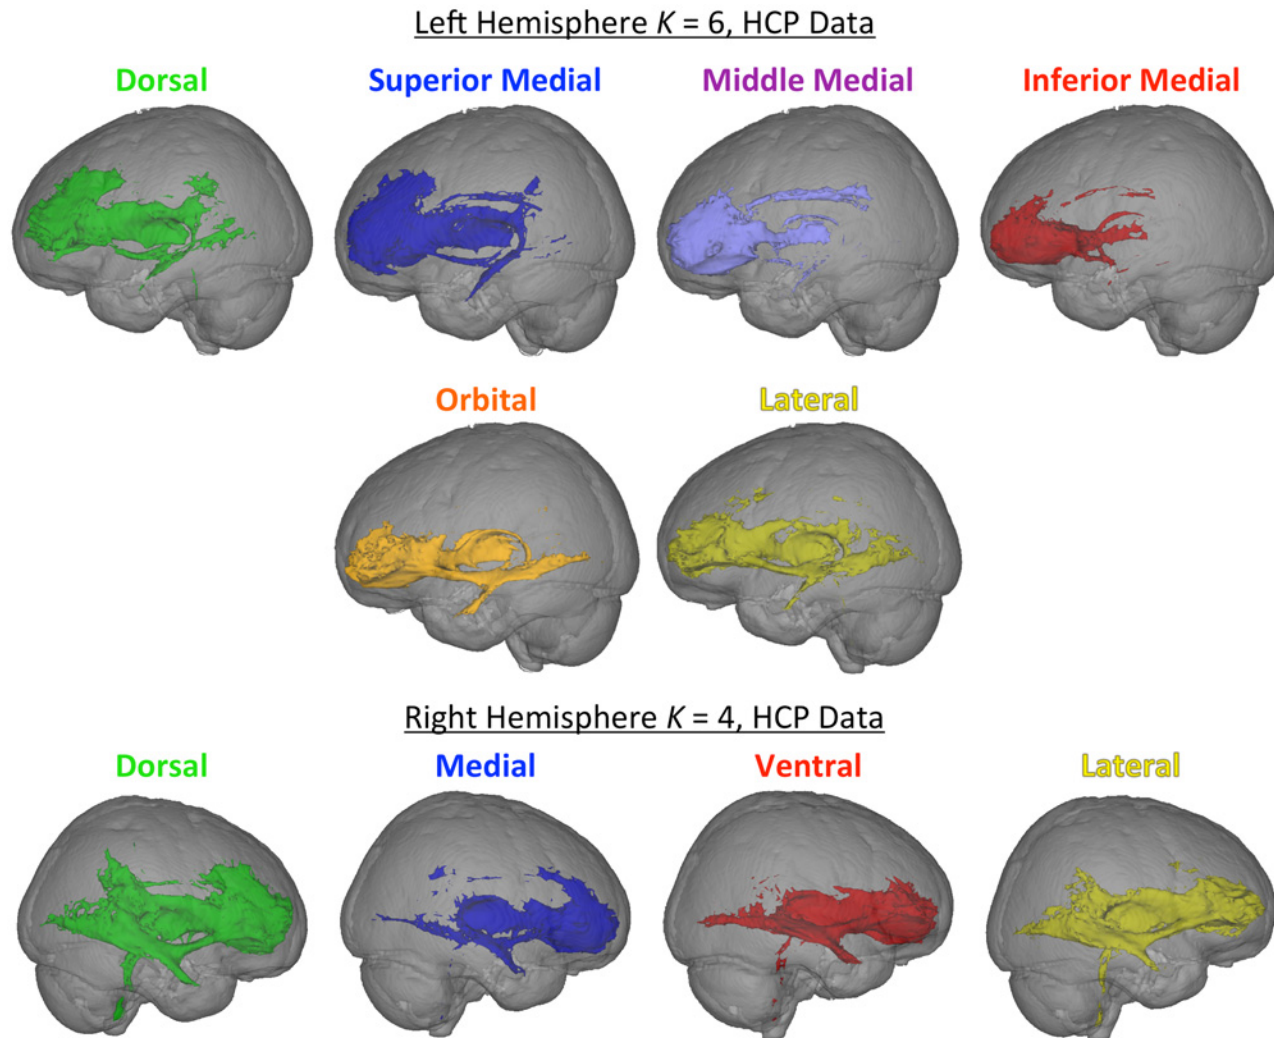 Left Hemisphere K = 6, HCP Data
Dorsal Superior Medial Middle Medial Inferior Medial
Orbital Lateral
Right Hemisphere K = 4, HCP Data
Dorsal Medial Ventral Lateral